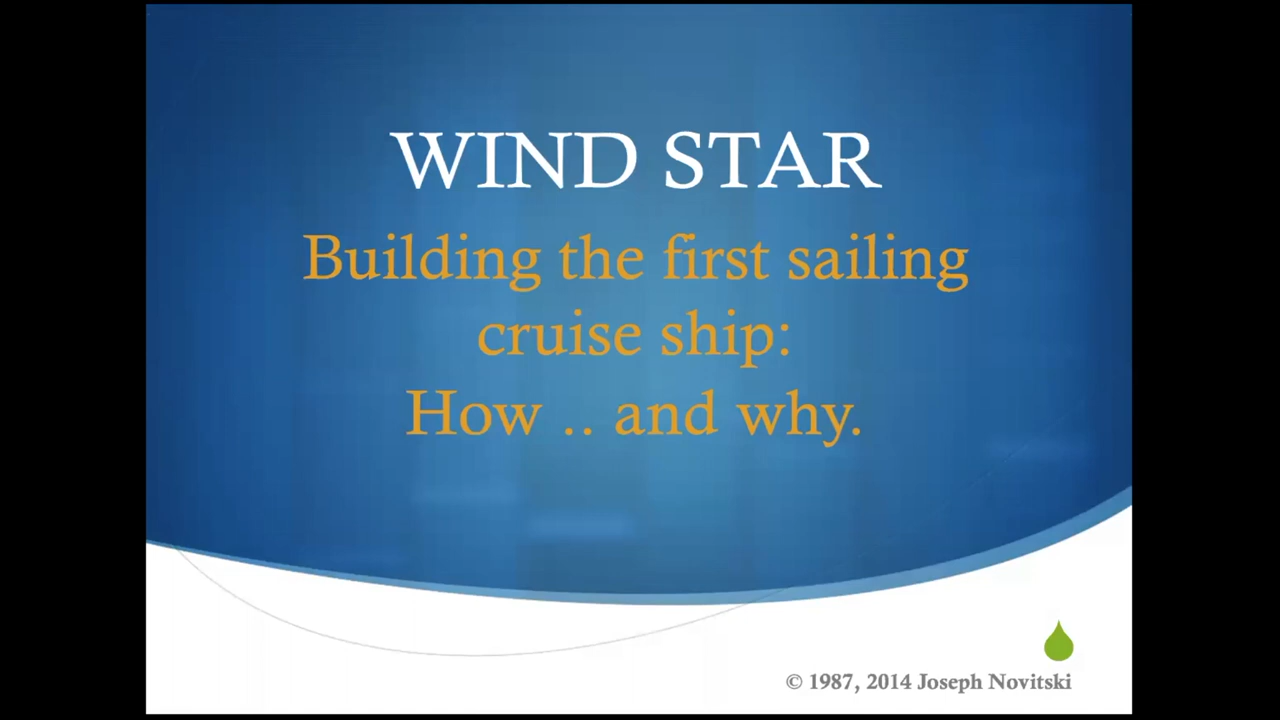 WIND STAR
Building the first sailing
cruise ship:
How .. and why.
© 1987, 2014 Joseph Novitski